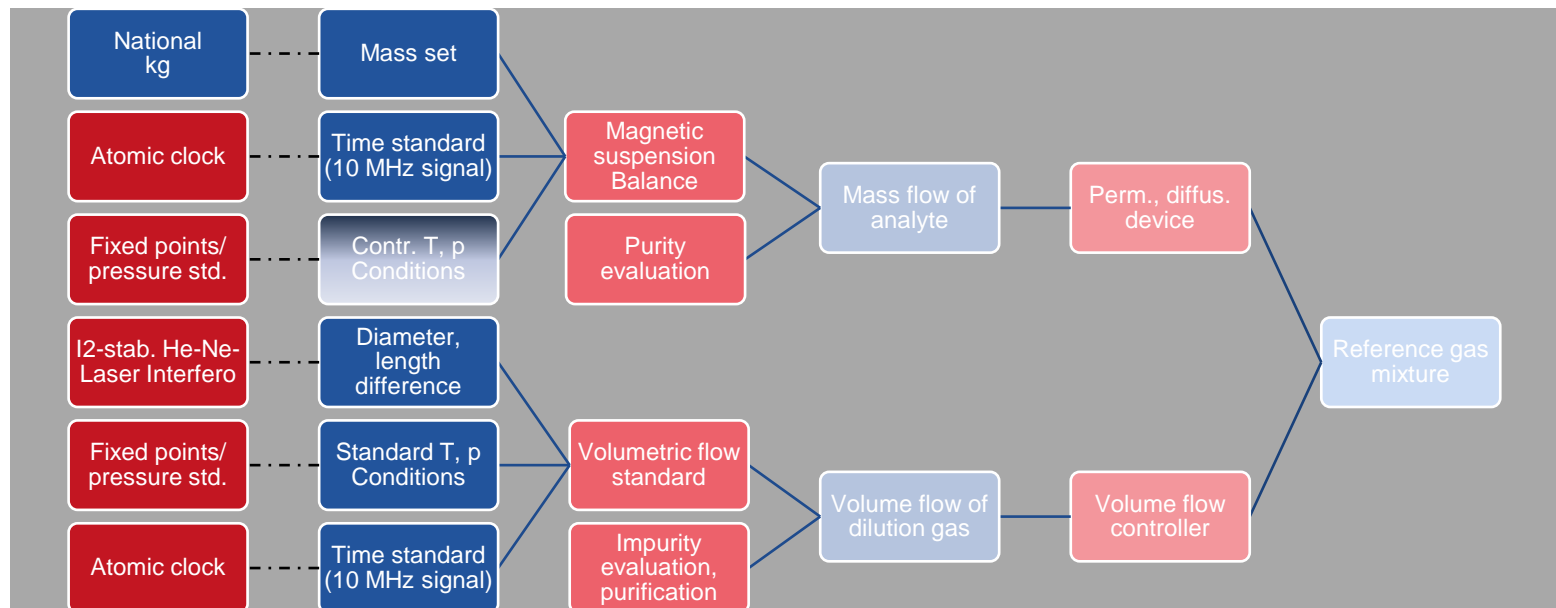 National
kg
Mass set
Atomic clock
Time standard
(10 MHz signal)
Magnetic
suspension
Balance
Mass flow of
analyte
Perm., diffus.
device
Fixed points/
pressure std.
Contr. T, p
Conditions
Purity
evaluation
I2-stab. He-Ne-
Laser Interfero
Diameter,
length
difference
Reference gas
mixture
Fixed points/
pressure std.
Standard T, p
Conditions
Volumetric flow
standard
Volume flow of
dilution gas
Volume flow
controller
Atomic clock
Time standard
(10 MHz signal)
Impurity
evaluation,
purification